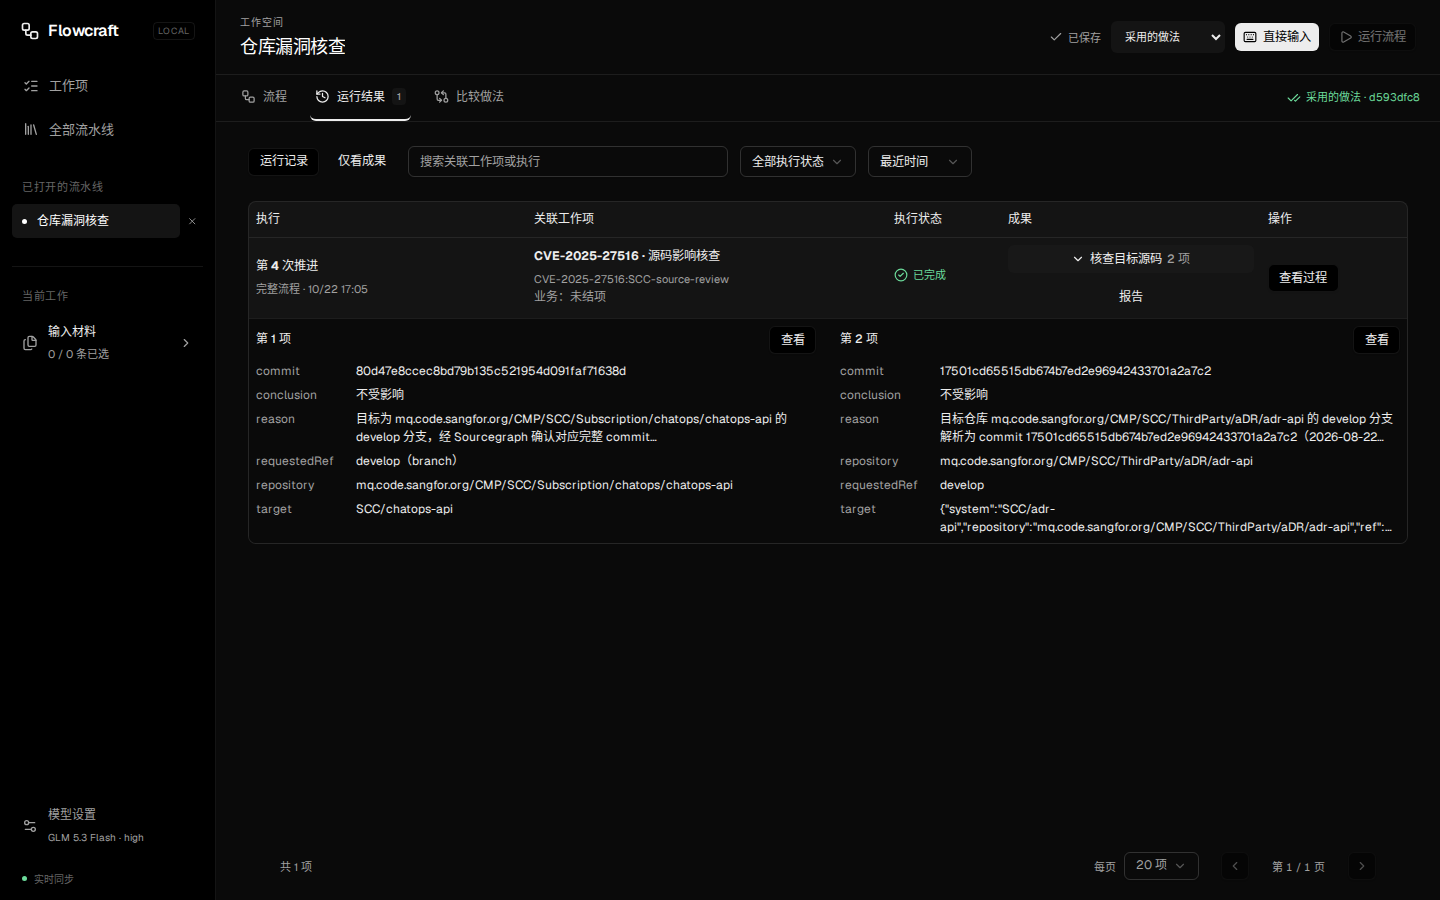 Flowcraft
LOCAL
工作项
全部流水线
已打开的流水线
仓库漏洞核查
当前工作
输入材料
0 / 0 条已选
模型设置
GLM 5.3 Flash · high
实时同步
工作空间
仓库漏洞核查
已保存
采用的做法
直接输入
运行流程
流程
运行结果 1
比较做法
采用的做法 · d593dfc8
运行记录
仅看成果
搜索关联工作项或执行
全部执行状态
最近时间
执行
关联工作项
执行状态
成果
操作
第 4 次推进
完整流程 · 10/22 17:05
CVE-2025-27516 · 源码影响核查
CVE-2025-27516:SCC-source-review
业务：未结项
已完成
核查目标源码 2 项
报告
查看过程
第 1 项
查看
commit 80d47e8ccec8bd79b135c521954d091faf71638d
conclusion 不受影响
reason 目标为 mq.code.sangfor.org/CMP/SCC/Subscription/chatops/chatops-api 的
develop 分支，经 Sourcegraph 确认对应完整 commit...
requestedRef develop（branch）
repository mq.code.sangfor.org/CMP/SCC/Subscription/chatops/chatops-api
target SCC/chatops-api
第 2 项
查看
commit 17501cd65515db674b7ed2e96942433701a2a7c2
conclusion 不受影响
reason 目标仓库 mq.code.sangfor.org/CMP/SCC/ThirdParty/aDR/adr-api 的 develop 分支
解析为 commit 17501cd65515db674b7ed2e96942433701a2a7c2（2026-08-22...
repository mq.code.sangfor.org/CMP/SCC/ThirdParty/aDR/adr-api
requestedRef develop
target {"system":"SCC/adr-
api","repository":"mq.code.sangfor.org/CMP/SCC/ThirdParty/aDR/adr-api","ref":...
共 1 项
每页
20 项
第 1 / 1 页